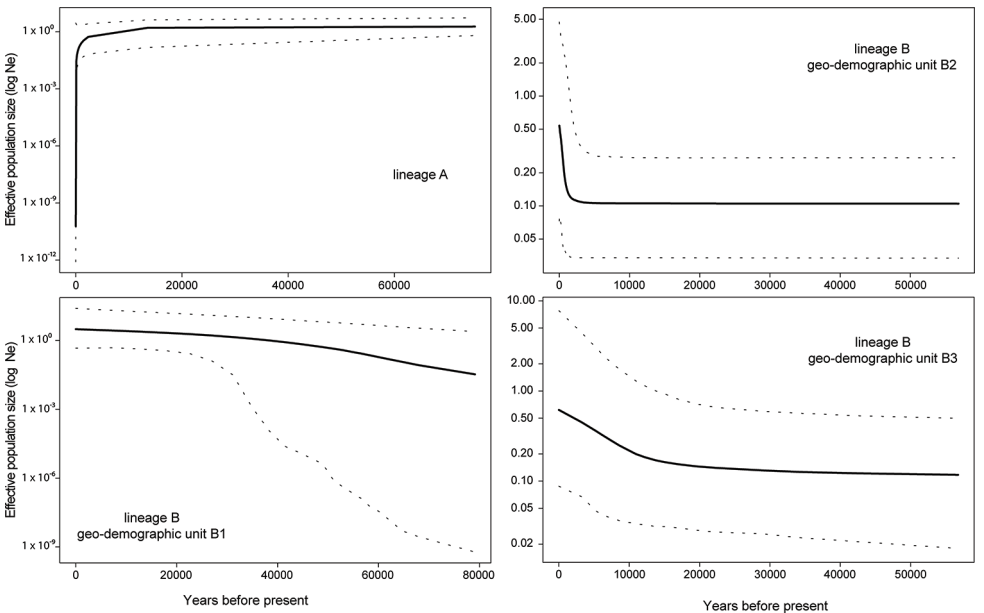 Effective population size (log Ne)
1 x 10⁰
1 x 10⁻³
1 x 10⁻⁶
1 x 10⁻⁹
1 x 10⁻¹²
lineage A
0 20000 40000 60000
5.00
2.00
1.00
0.50
0.20
0.10
0.05
lineage B
geo-demographic unit B2
0 10000 20000 30000 40000 50000
Effective population size (log Ne)
1 x 10⁰
1 x 10⁻³
1 x 10⁻⁶
1 x 10⁻⁹
lineage B
geo-demographic unit B1
0 20000 40000 60000 80000
Years before present
10.00
5.00
2.00
1.00
0.50
0.20
0.10
0.05
0.02
lineage B
geo-demographic unit B3
0 10000 20000 30000 40000 50000
Years before present